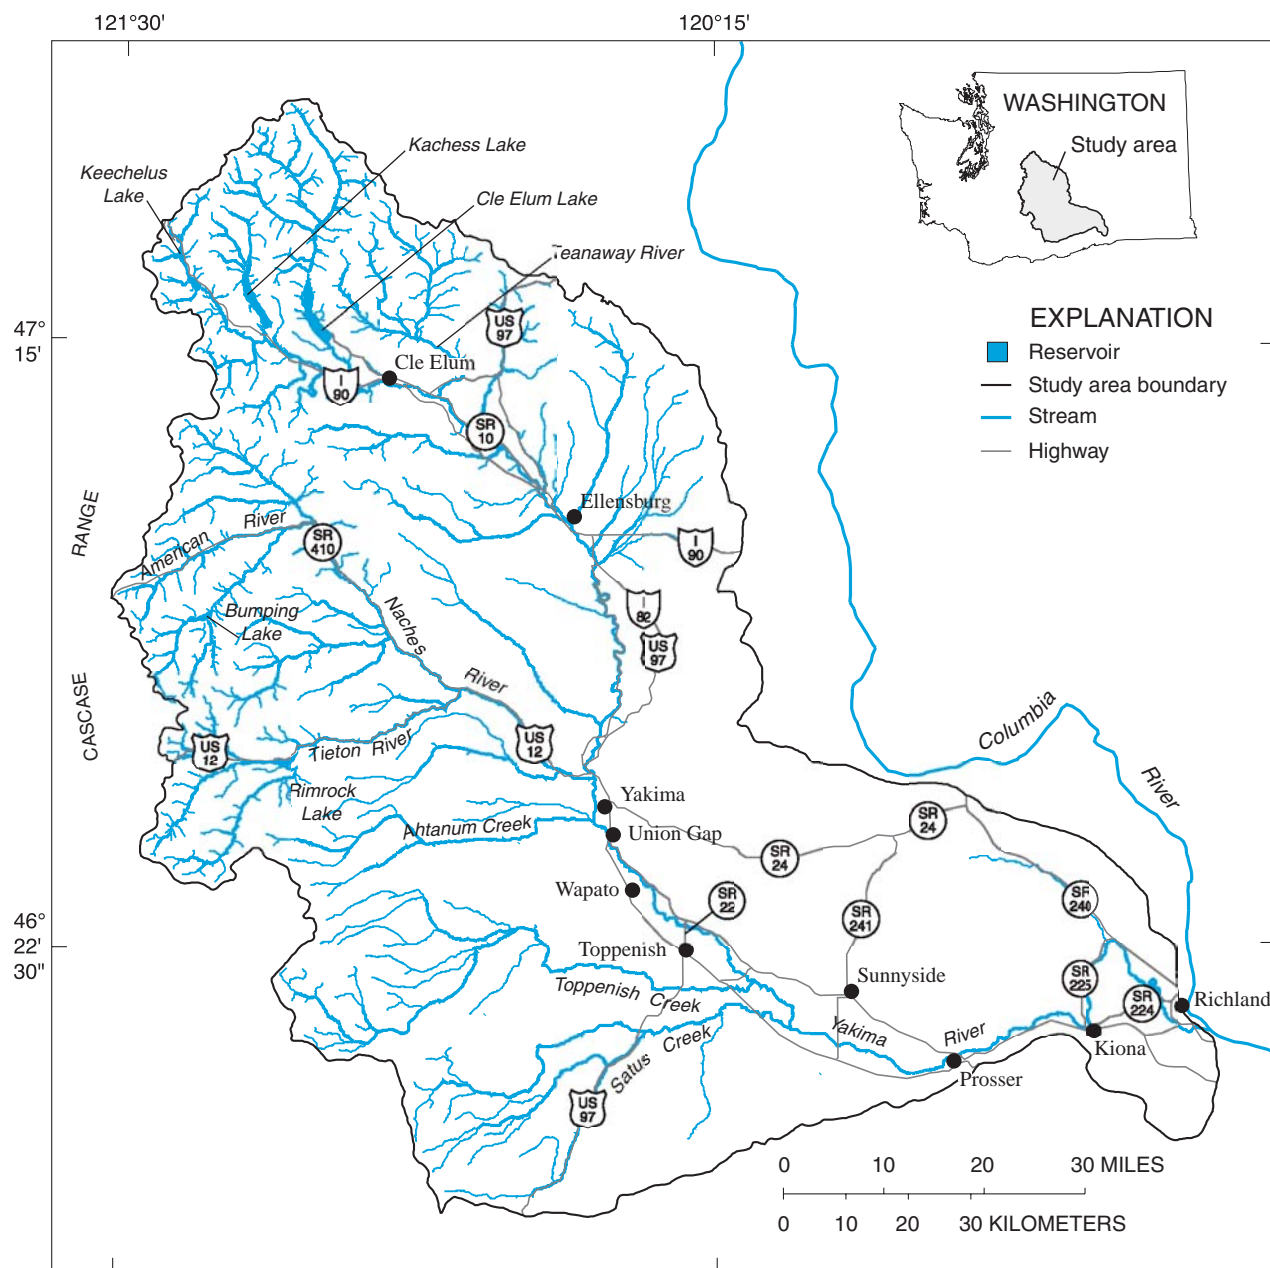 121°30'
120°15'
WASHINGTON
Study area
Kachess Lake
Keechelus
Lake
Cle Elum Lake
Teanaway River
47°
15'
EXPLANATION
Reservoir
Study area boundary
Stream
Highway
US
97
Cle Elum
I
90
SR
10
Ellensburg
RANGE
American River
SR
410
I
90
I
82
US
97
Bumping
Lake
Naches
River
CASCASE
US
12
Tieton River
US
12
Columbia
River
Rimrock
Lake
Yakima
Union Gap
Ahtanum Creek
SR
24
SR
24
Wapato
SR
22
SR
241
SR
240
46°
22'
30"
Toppenish
Sunnyside
SR
225
SR
224
Richland
Toppenish Creek
Yakima River
Kiona
Satus Creek
Prosser
US
97
0 10 20 30 MILES
0 10 20 30 KILOMETERS